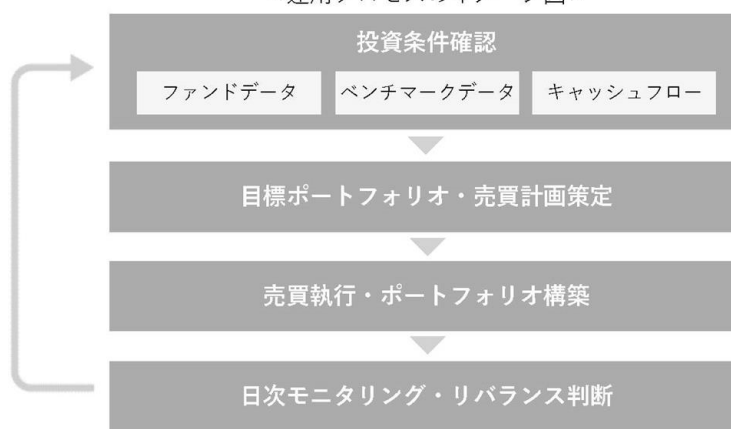 投資条件確認
ファンドデータ ベンチマークデータ キャッシュフロー
目標ポートフォリオ・売買計画策定
売買執行・ポートフォリオ構築
日次モニタリング・リバランス判断